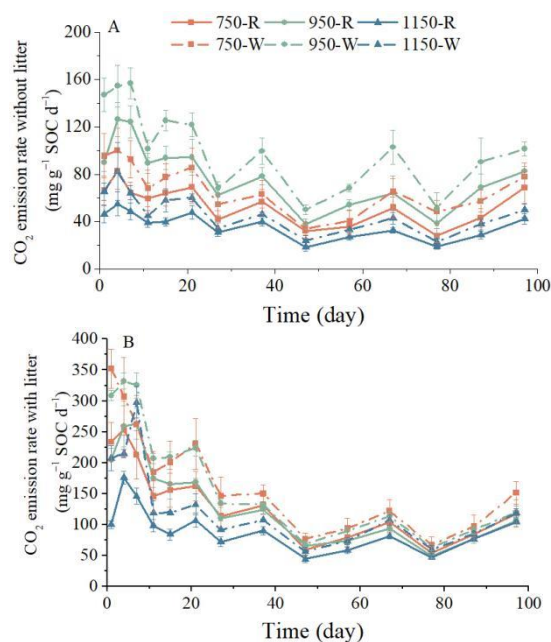 A
750-R 950-R 1150-R
750-W 950-W 1150-W
CO₂ emission rate without litter
(mg g⁻¹ SOC d⁻¹)
200
160
120
80
40
0
0 20 40 60 80 100
Time (day)
B
CO₂ emission rate with litter
(mg g⁻¹ SOC d⁻¹)
400
350
300
250
200
150
100
50
0
0 20 40 60 80 100
Time (day)